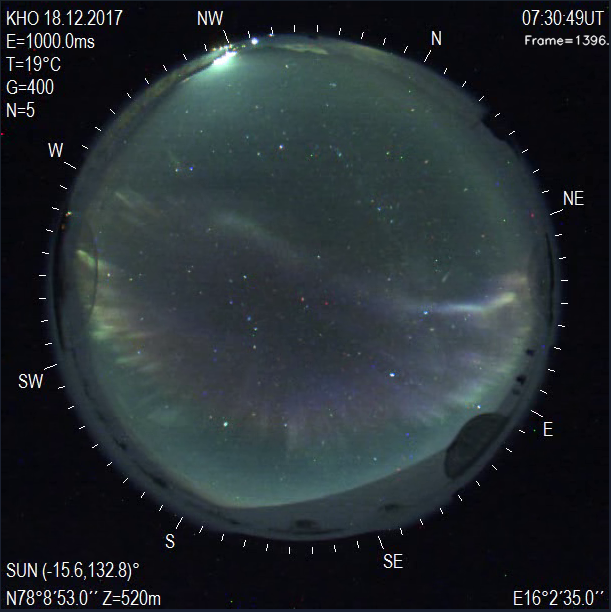 KHO 18.12.2017
E=1000.0ms
T=19°C
G=400
N=5
07:30:49UT
Frame=1396.
NW
N
W
NE
SW
E
S
SE
SUN (-15.6,132.8)°
N78°8´53.0´´ Z=520m
E16°2´35.0´´